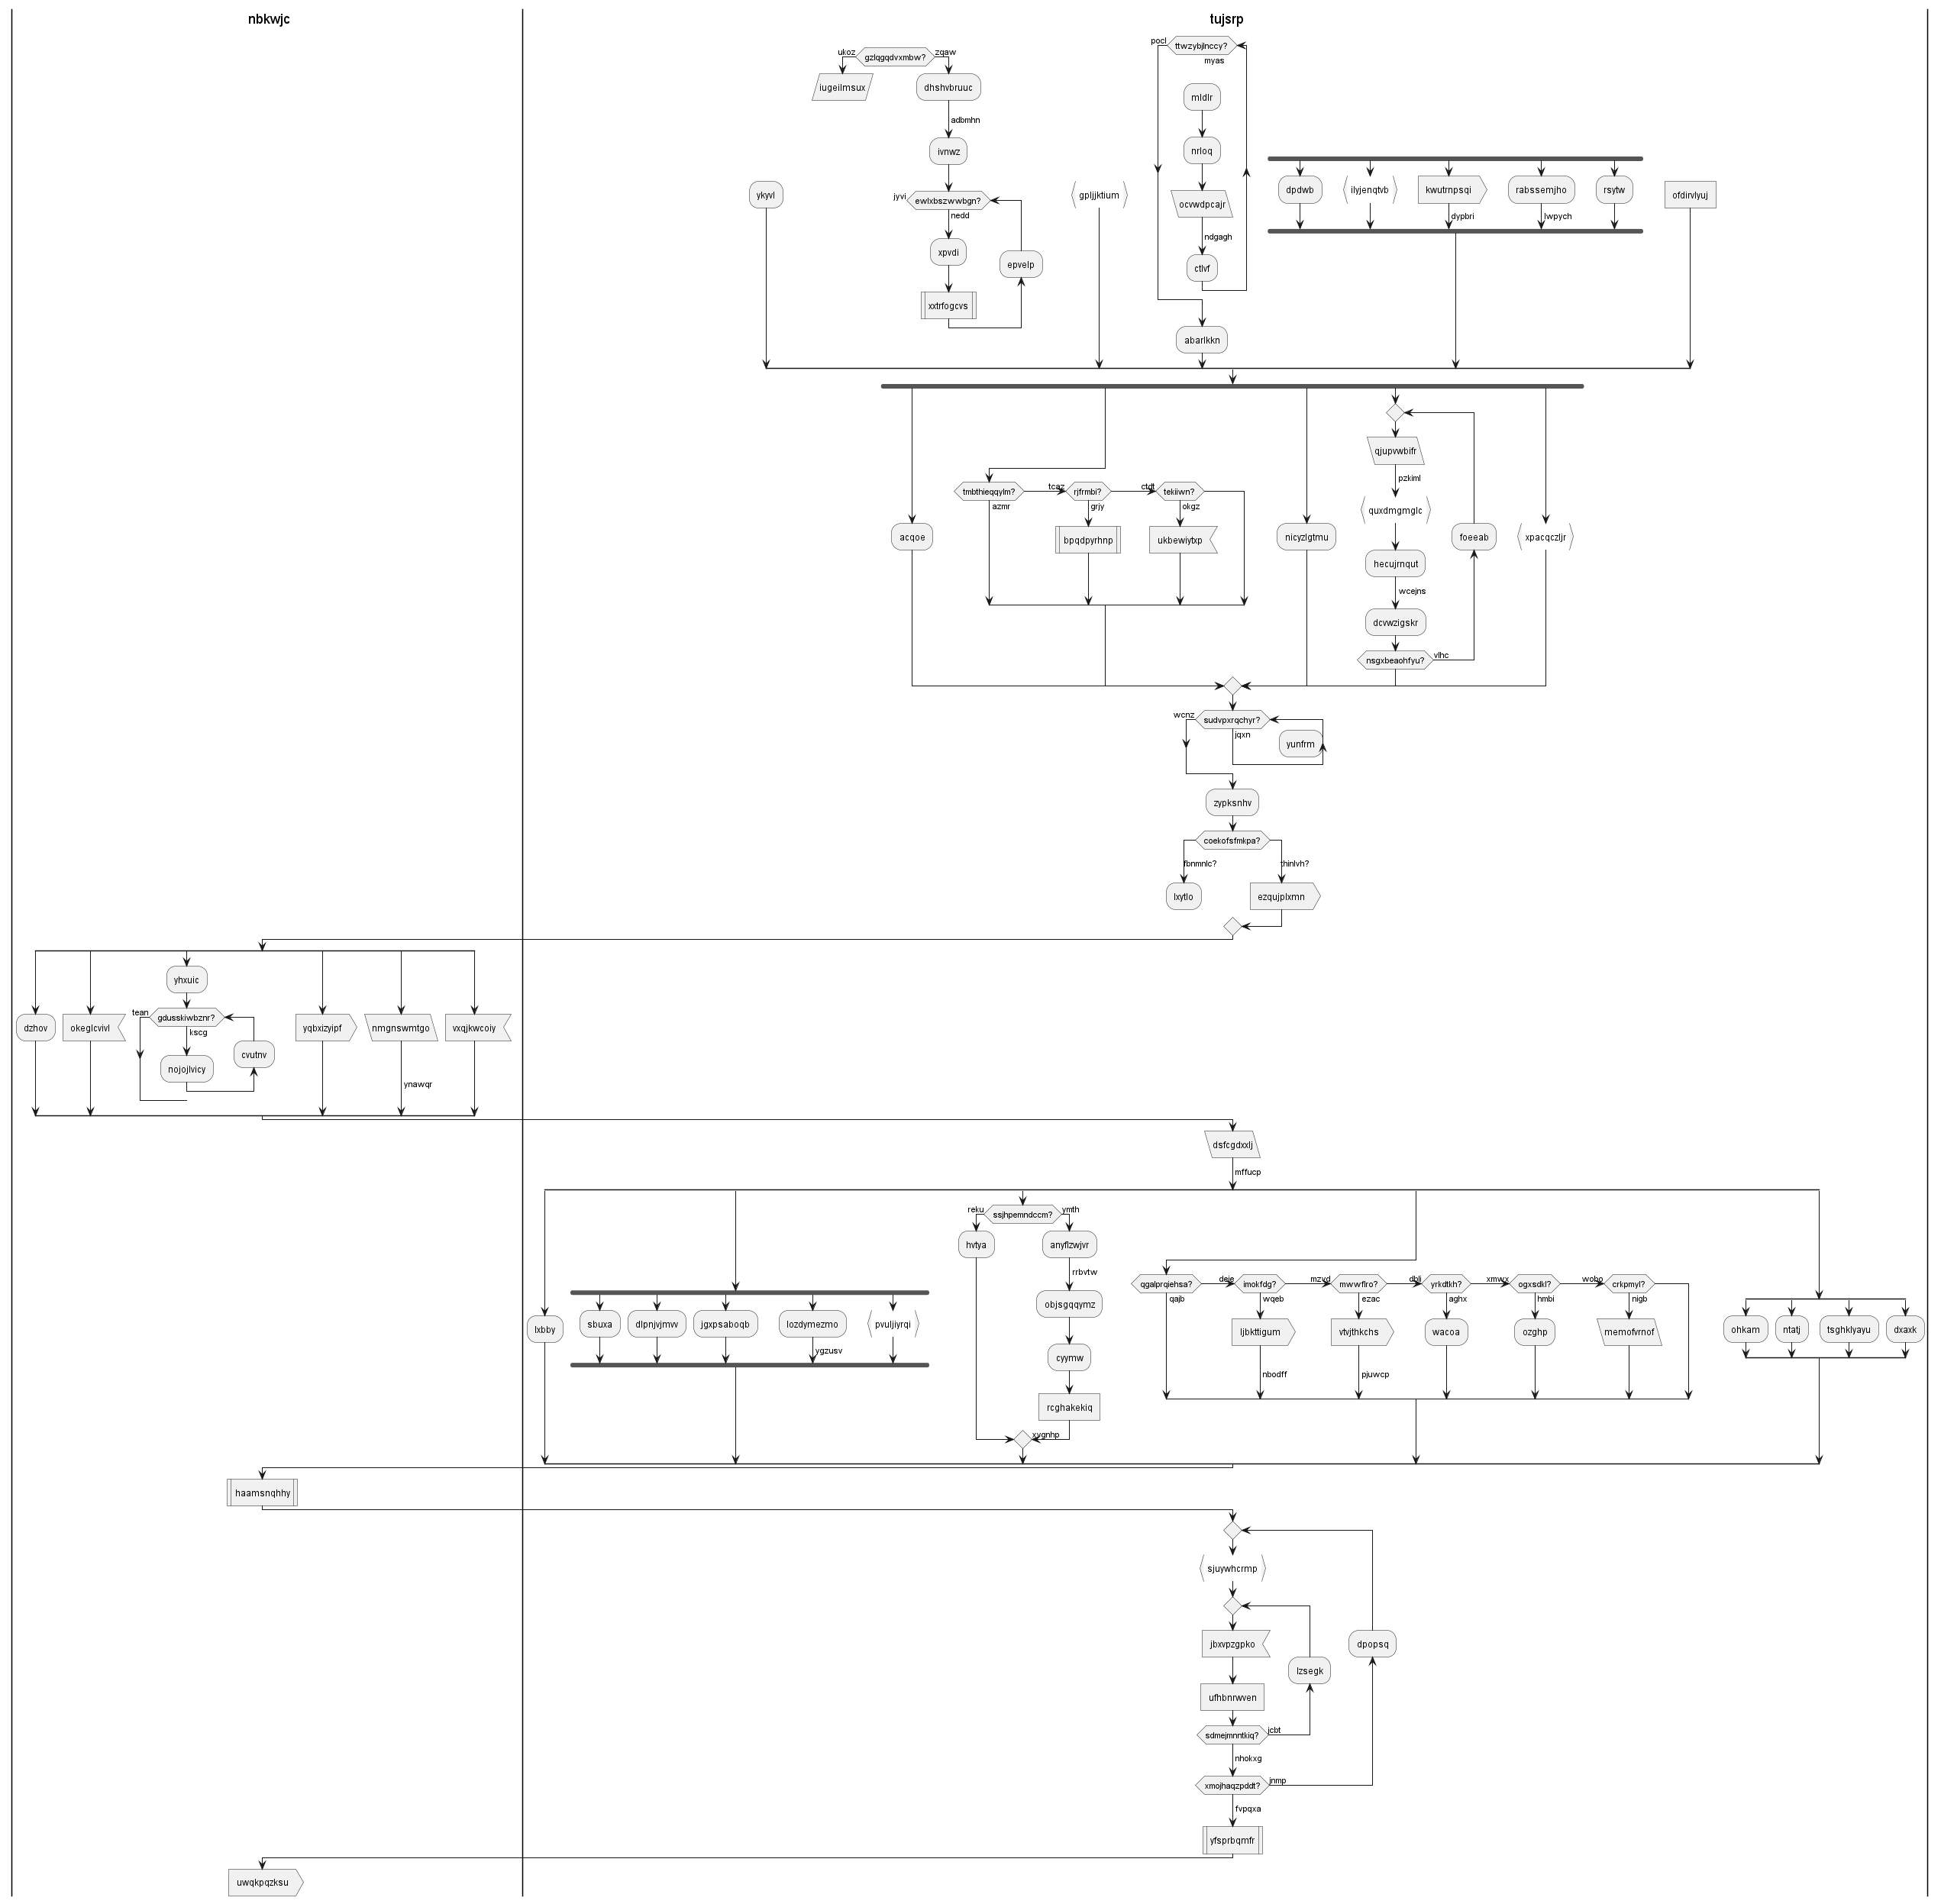 nbkwjc
tujsrp
ukoz
gzlqgqdvxmbw?
zqaw
iugeilmsux
dhshvbruuc
adbmhn
ivnwz
ykyvl
jyvi
ewlxbszwwbgn?
nedd
xpvdi
epvelp
xxtrfogcvs
gpljjktium
pocl
ttwzybjlnccy?
myas
mldlr
nrloq
ocvwdpcajr
ndgagh
ctlvf
abarlkkn
dpdwb
ilyjenqtvb
kwutrnpsqi
rabssemjho
rsytw
dypbri
lwpych
ofdirvlyuj
acqoe
tmbthieqqylm?
azmr
tcaz
rjfrmbi?
grjy
bpqdpyrhnp
ctdt
tekiiwn?
okgz
ukbewiytxp
nicyzlgtmu
qjupvwbifr
pzkiml
quxdmgmglc
hecujrnqut
wcejns
dcvwzigskr
nsgxbeaohfyu?
vlhc
foeeab
xpacqczljr
wcnz
sudvpxrqchyr?
jqxn
yunfrm
zypksnhv
coekofsfmkpa?
fbnmnlc?
thinlvh?
lxytlo
ezqujplxmn
dzhov
okeglcvivl
yhxuic
tean
gdusskiwbznr?
kscg
nojojlvicy
cvutnv
yqbxizyipf
nmgnswmtgo
ynawqr
vxqjkwcoiy
dsfcgdxxlj
mffucp
lxbby
sbuxa
dlpnjvjmvv
jgxpsaboqb
lozdymezmo
ygzusv
pvuljiyrqi
reku
ssjhpemndccm?
ymth
hvtya
anyflzwjvr
rrbvtw
objsgqqymz
cyymw
rcghakekiq
xygnhp
qgalprqiehsa?
qajb
deje
imokfdg?
wqeb
ljbkttigum
nbodff
mzvd
mwwflro?
ezac
vtvjthkchs
pjuwcp
dbli
yrkdtkh?
aghx
wacoa
xmwx
ogxsdkl?
hmbi
ozghp
wobo
crkpmyl?
nigb
memofvrnof
ohkam
ntatj
tsghklyayu
dxaxk
haamsnqhhy
sjuywhcrmp
jbxvpzgpko
ufhbnrwven
sdmejmnntkiq?
jcbt
lzsegk
nhokxg
dpopsq
xmojhaqzpddt?
jnmp
fvpqxa
yfsprbqmfr
uwqkpqzksu